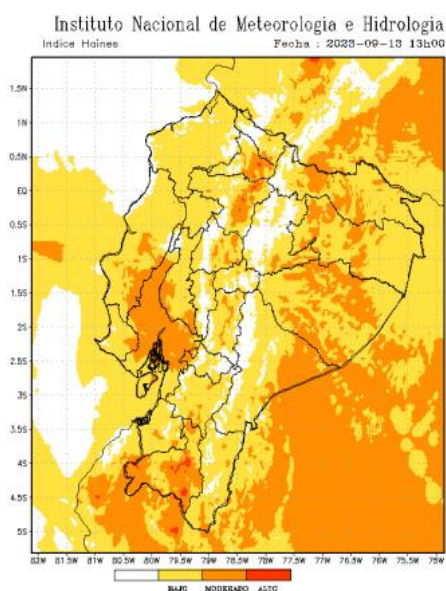 Instituto Nacional de Meteorologia e Hidrologia
Indice Haines Fecha : 2023-09-13 13h00
1.5N
1N
0.5N
EQ
0.5S
1S
1.5S
2S
2.5S
3S
3.5S
4S
4.5S
5S
82W 81.5W 81W 80.5W 80W 79.5W 79W 78.5W 78W 77.5W 77W 76.5W 76W 75.5W 75W
BAJO MODERADO ALTO